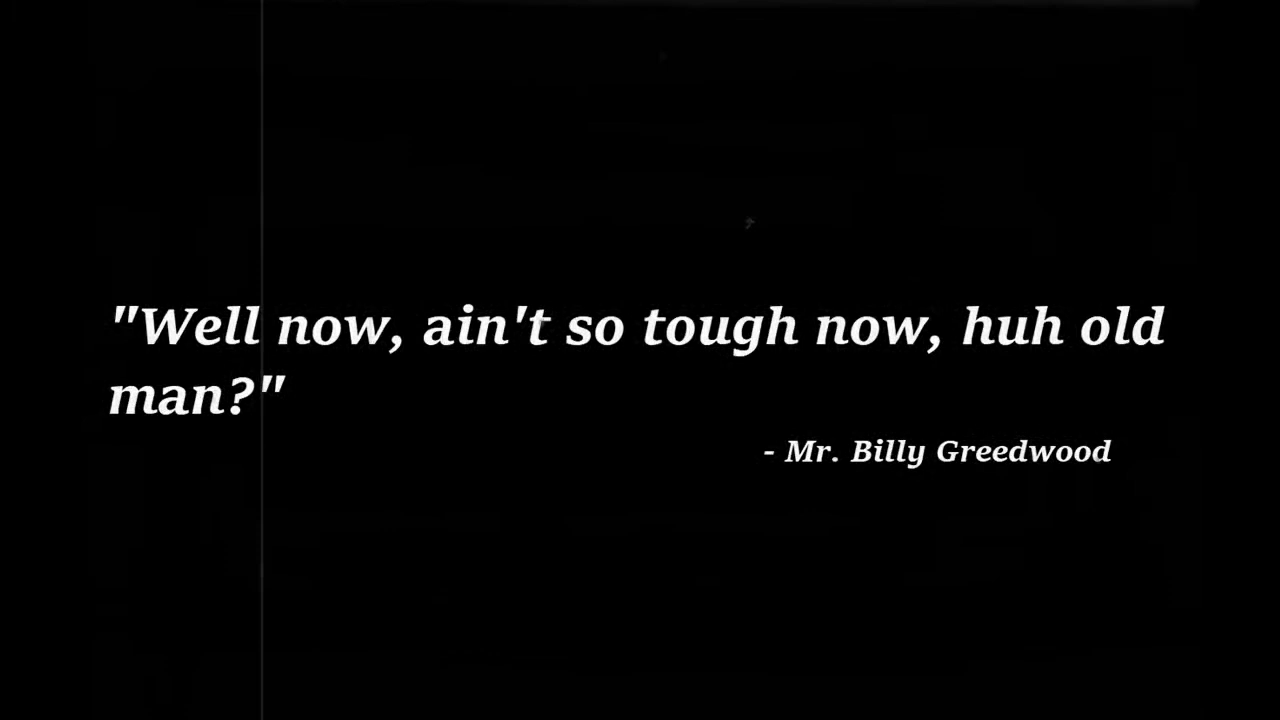 "Well now, ain't so tough now, huh old
man?"
- Mr. Billy Greedwood